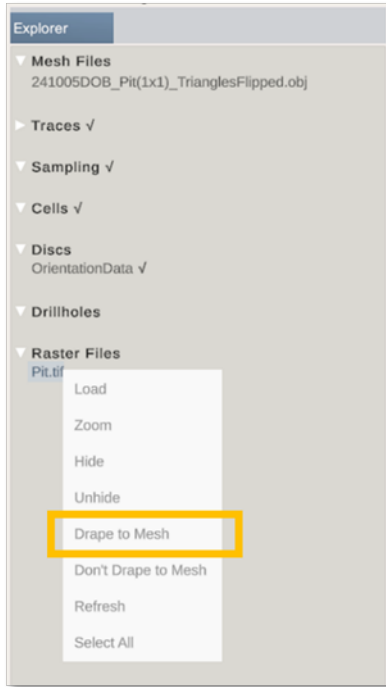 Explorer
Mesh Files
241005DOB_Pit(1x1)_TrianglesFlipped.obj
Traces √
Sampling √
Cells √
Discs
OrientationData √
Drillholes
Raster Files
Pit.tif
Load
Zoom
Hide
Unhide
Drape to Mesh
Don't Drape to Mesh
Refresh
Select All